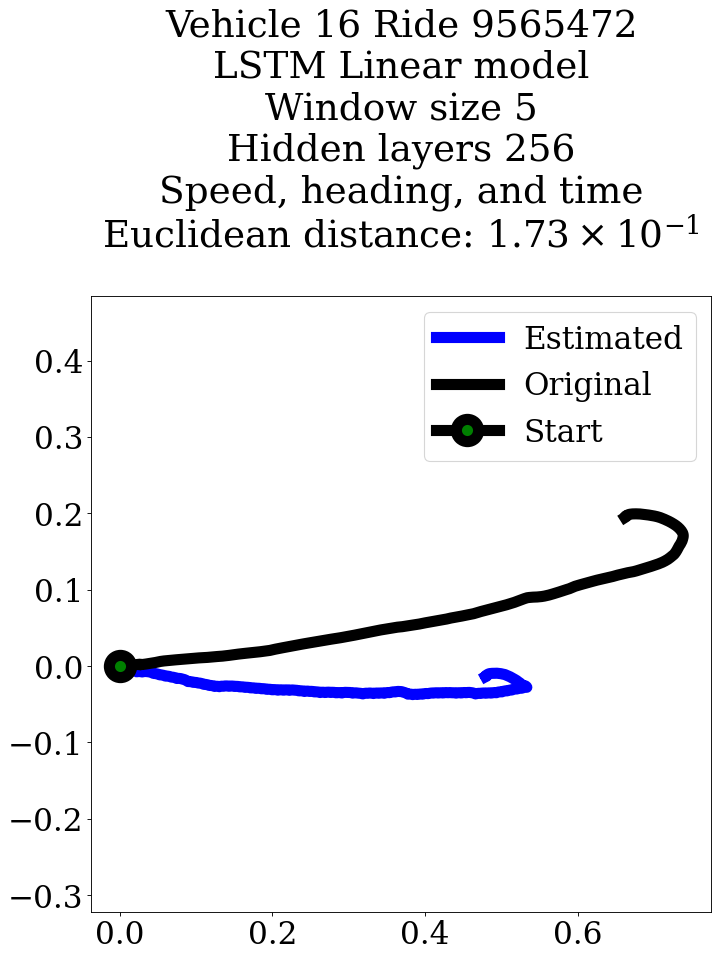 Vehicle 16 Ride 9565472
LSTM Linear model
Window size 5
Hidden layers 256
Speed, heading, and time
Euclidean distance: 1.73 × 10⁻¹
Estimated
Original
Start
0.4
0.3
0.2
0.1
0.0
−0.1
−0.2
−0.3
0.0 0.2 0.4 0.6